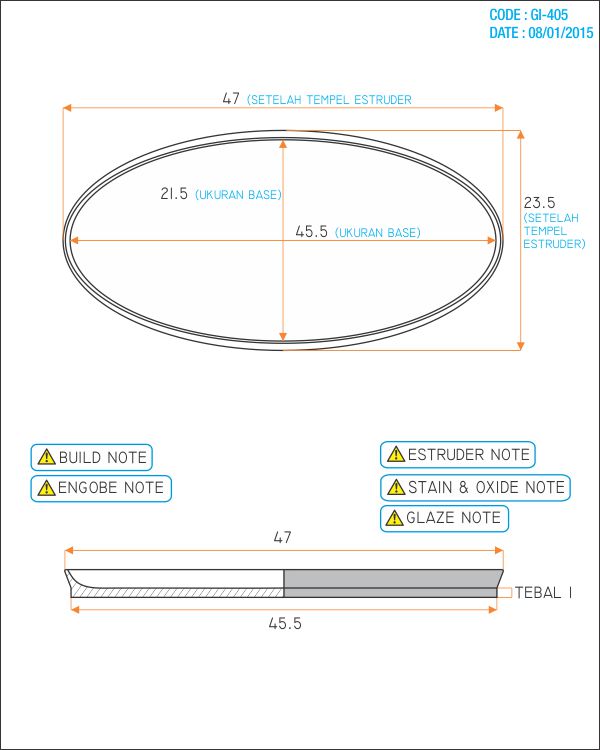 CODE : GI-405
DATE : 08/01/2015
47 (SETELAH TEMPEL ESTRUDER
21.5 (UKURAN BASE)
45.5 (UKURAN BASE)
23.5
(SETELAH
TEMPEL
ESTRUDER)
BUILD NOTE
ENGOBE NOTE
ESTRUDER NOTE
STAIN & OXIDE NOTE
GLAZE NOTE
47
TEBAL 1
45.5